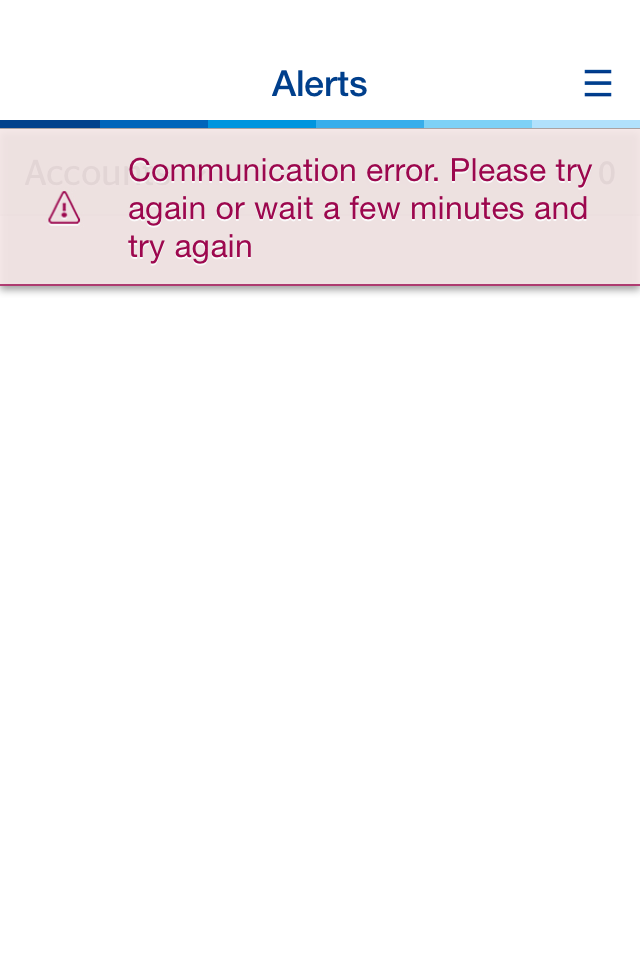 Alerts
Accounts 0
Communication error. Please try
again or wait a few minutes and
try again